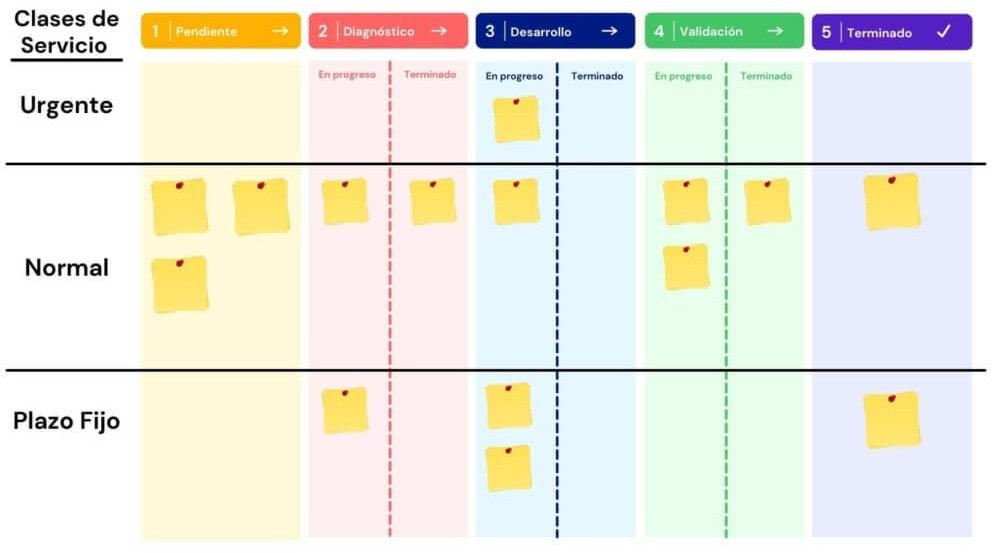 Clases de
Servicio
1 Pendiente
2 Diagnóstico
3 Desarrollo
4 Validación
5 Terminado
En progreso
Terminado
En progreso
Terminado
En progreso
Terminado
Urgente
Normal
Plazo Fijo